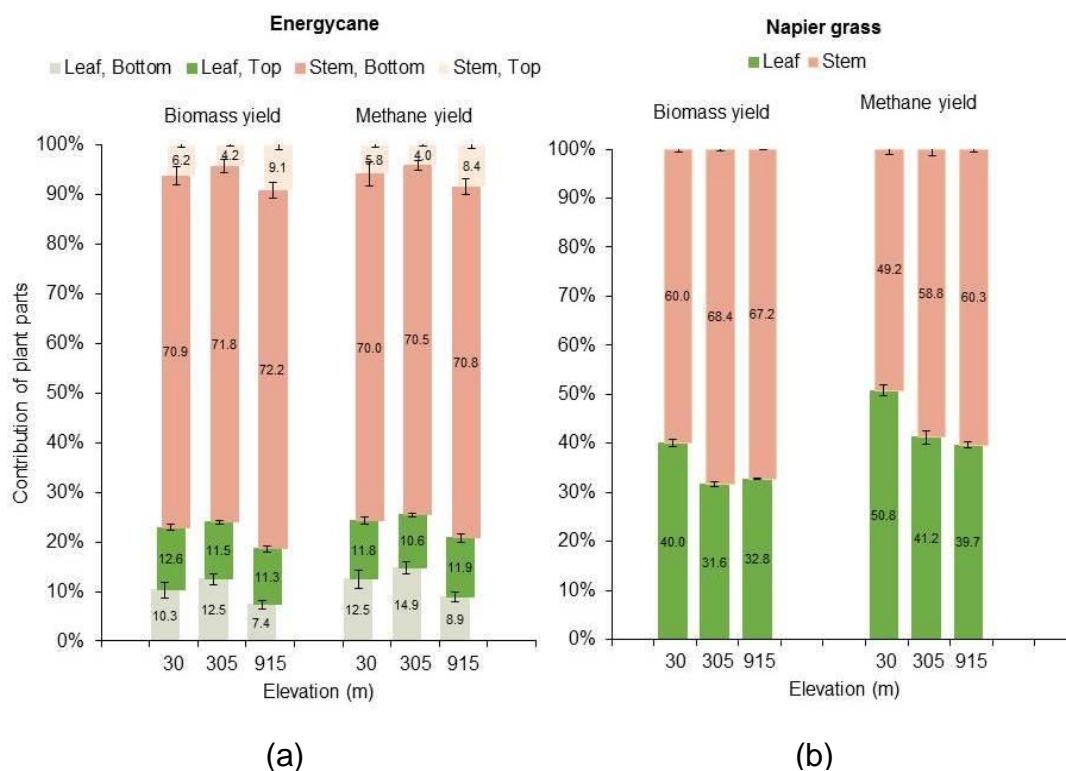 Energycane
Leaf, Bottom Leaf, Top Stem, Bottom Stem, Top
Biomass yield Methane yield
Contribution of plant parts
100%
90%
80%
70%
60%
50%
40%
30%
20%
10%
0%
6.2 4.2 9.1 5.8 4.0 8.4
70.9 71.8 72.2 70.0 70.5 70.8
12.6 11.5 11.3 11.8 10.6 11.9
10.3 12.5 7.4 12.5 14.9 8.9
30 305 915 30 305 915
Elevation (m)
(a)
Napier grass
Leaf Stem
Biomass yield Methane yield
100%
90%
80%
70%
60%
50%
40%
30%
20%
10%
0%
60.0 68.4 67.2 49.2 58.8 60.3
40.0 31.6 32.8 50.8 41.2 39.7
30 305 915 30 305 915
Elevation (m)
(b)